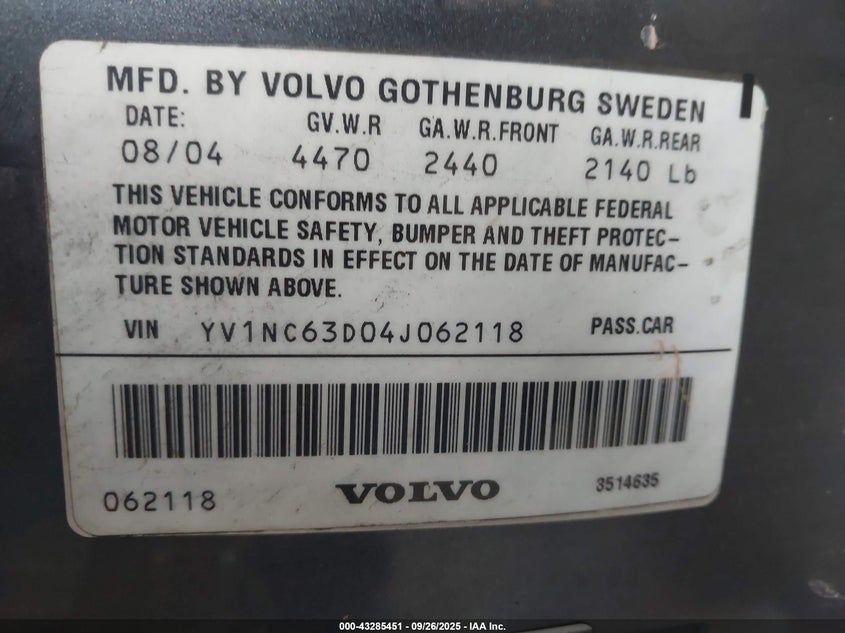 MFD. BY VOLVO GOTHENBURG SWEDEN
DATE: GV.W.R GA.W.R.FRONT GA.W.R.REAR
08/04 4470 2440 2140 Lb
THIS VEHICLE CONFORMS TO ALL APPLICABLE FEDERAL
MOTOR VEHICLE SAFETY, BUMPER AND THEFT PROTEC-
TION STANDARDS IN EFFECT ON THE DATE OF MANUFAC-
TURE SHOWN ABOVE.
VIN YV1NC63D04J062118 PASS.CAR
062118 VOLVO 3514635
000-43285451 - 09/26/2025 - IAA Inc.